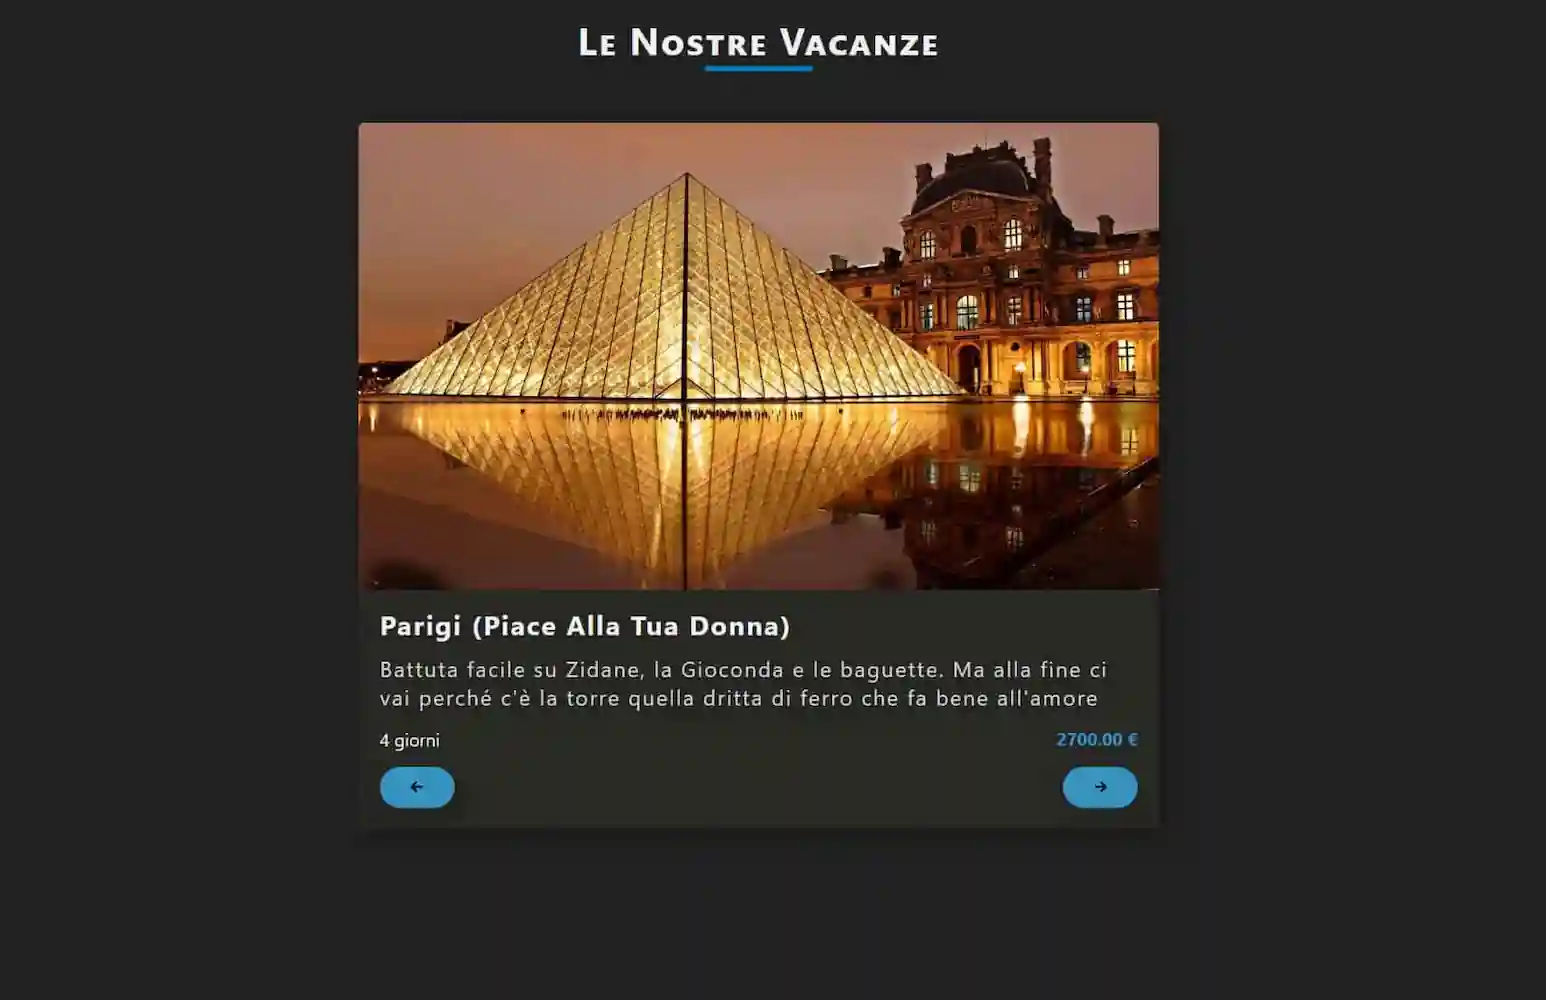 Le Nostre Vacanze
Parigi (Piace Alla Tua Donna)
Battuta facile su Zidane, la Gioconda e le baguette. Ma alla fine ci
vai perché c'è la torre quella dritta di ferro che fa bene all'amore
4 giorni
2700.00 €
← →